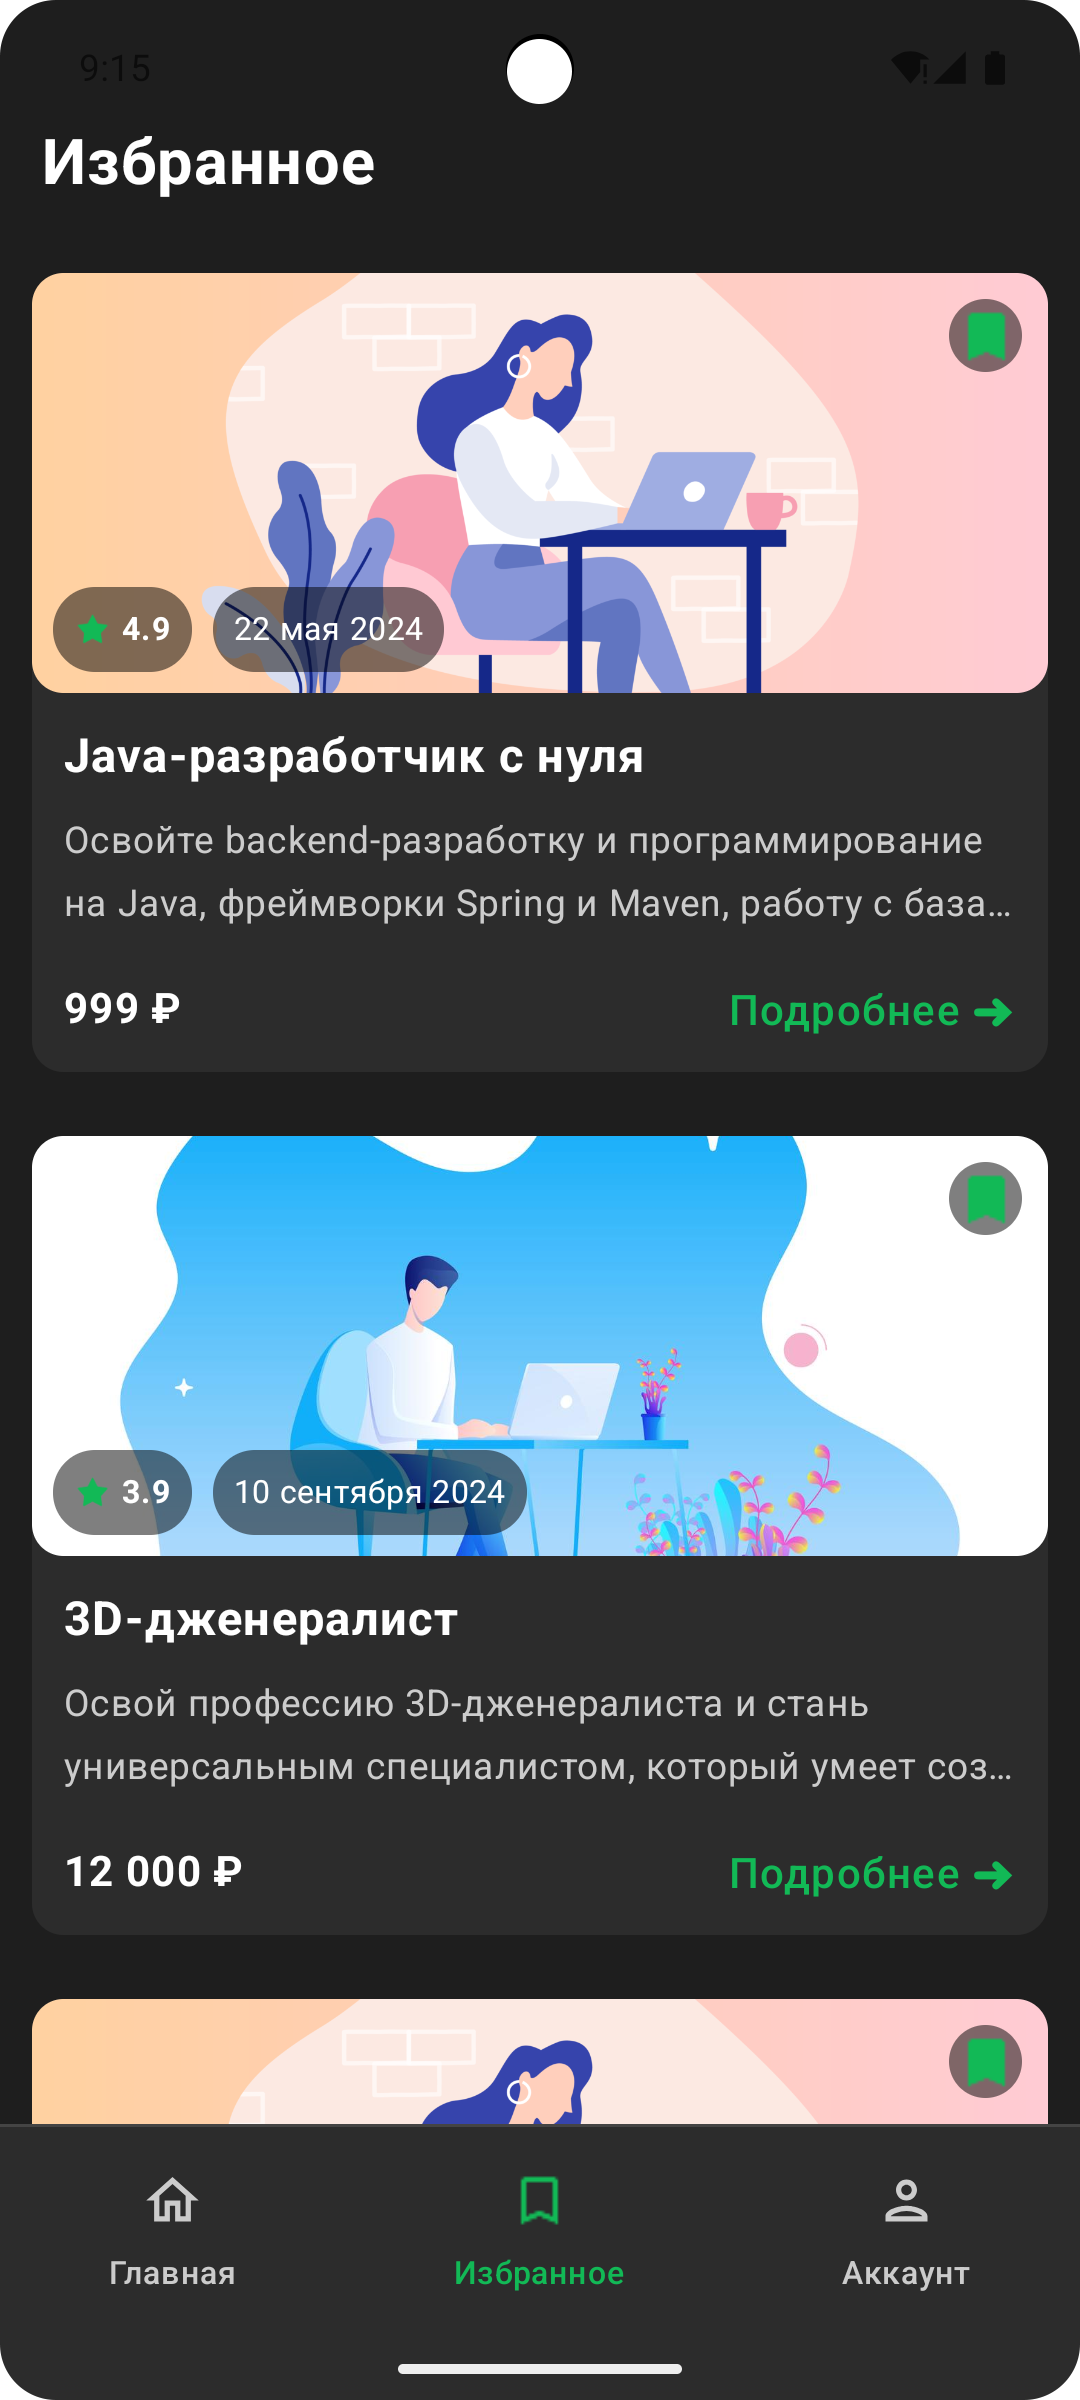 9:15
Избранное
4.9
22 мая 2024
Java-разработчик с нуля
Освойте backend-разработку и программирование
на Java, фреймворки Spring и Maven, работу с база…
999 ₽
Подробнее
3.9
10 сентября 2024
3D-дженералист
Освой профессию 3D-дженералиста и стань
универсальным специалистом, который умеет соз…
12 000 ₽
Подробнее
Главная
Избранное
Аккаунт